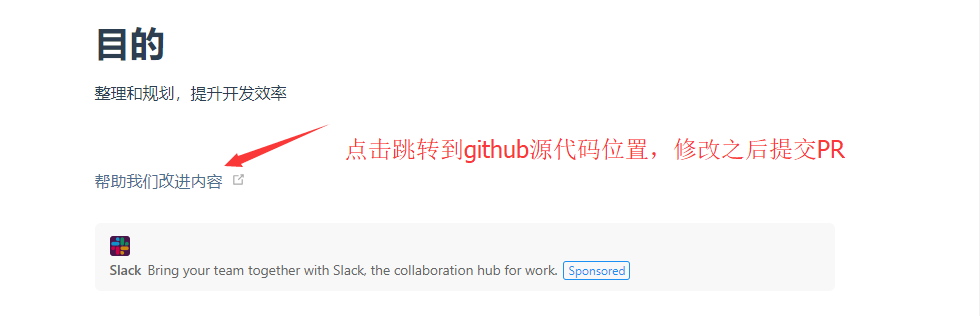 目的
整理和规划，提升开发效率
点击跳转到github源代码位置，修改之后提交PR
帮助我们改进内容
Slack Bring your team together with Slack, the collaboration hub for work. Sponsored